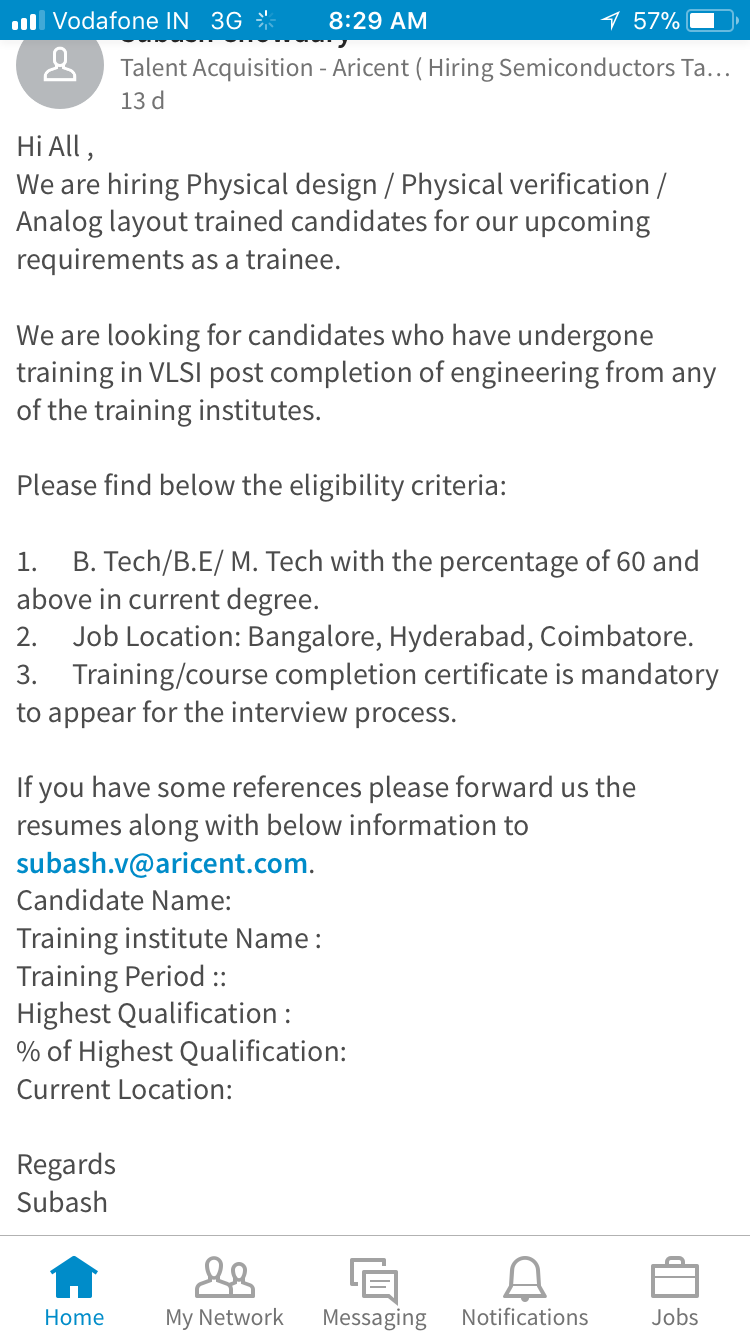 Vodafone IN 3G 8:29 AM 57%
Subash Chowdary
Talent Acquisition - Aricent ( Hiring Semiconductors Ta...
13 d
Hi All ,
We are hiring Physical design / Physical verification /
Analog layout trained candidates for our upcoming
requirements as a trainee.
We are looking for candidates who have undergone
training in VLSI post completion of engineering from any
of the training institutes.
Please find below the eligibility criteria:
1. B. Tech/B.E/ M. Tech with the percentage of 60 and
above in current degree.
2. Job Location: Bangalore, Hyderabad, Coimbatore.
3. Training/course completion certificate is mandatory
to appear for the interview process.
If you have some references please forward us the
resumes along with below information to
subash.v@aricent.com.
Candidate Name:
Training institute Name :
Training Period ::
Highest Qualification :
% of Highest Qualification:
Current Location:
Regards
Subash
Home My Network Messaging Notifications Jobs